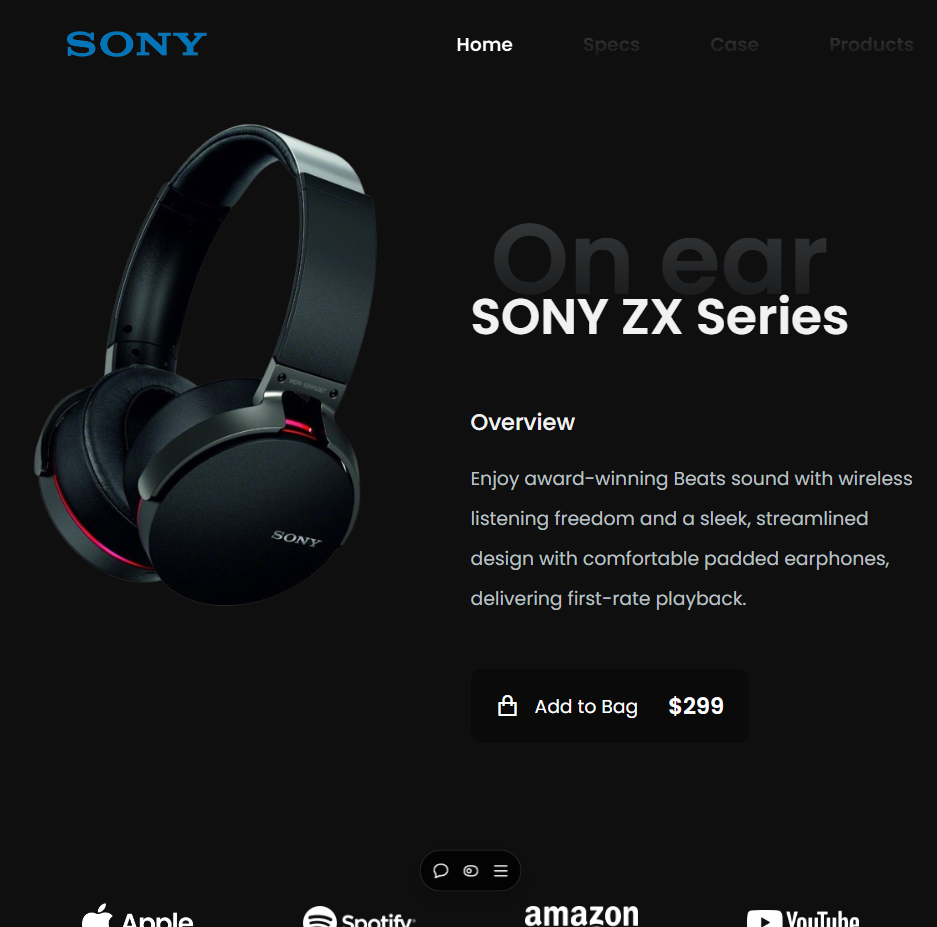 SONY
Home Specs Case Products
On ear
SONY ZX Series
SONY
Overview
Enjoy award-winning Beats sound with wireless
listening freedom and a sleek, streamlined
design with comfortable padded earphones,
delivering first-rate playback.
Add to Bag $299
Apple Spotify amazon YouTube